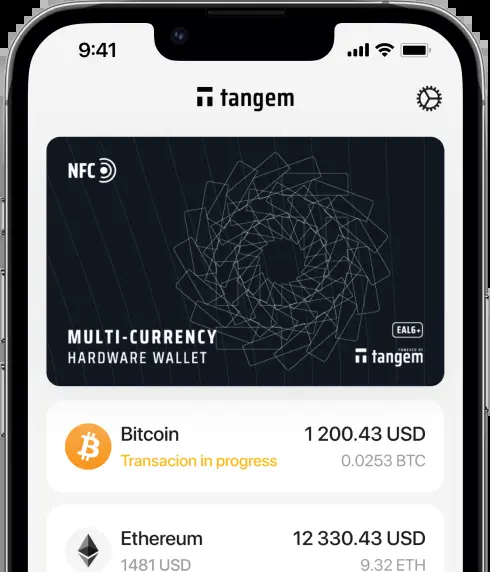 9:41
tangem
NFC
MULTI-CURRENCY
HARDWARE WALLET
EAL6+
POWERED BY
tangem
Bitcoin 1 200.43 USD
Transacion in progress 0.0253 BTC
Ethereum 12 330.43 USD
1481 USD 9.32 ETH